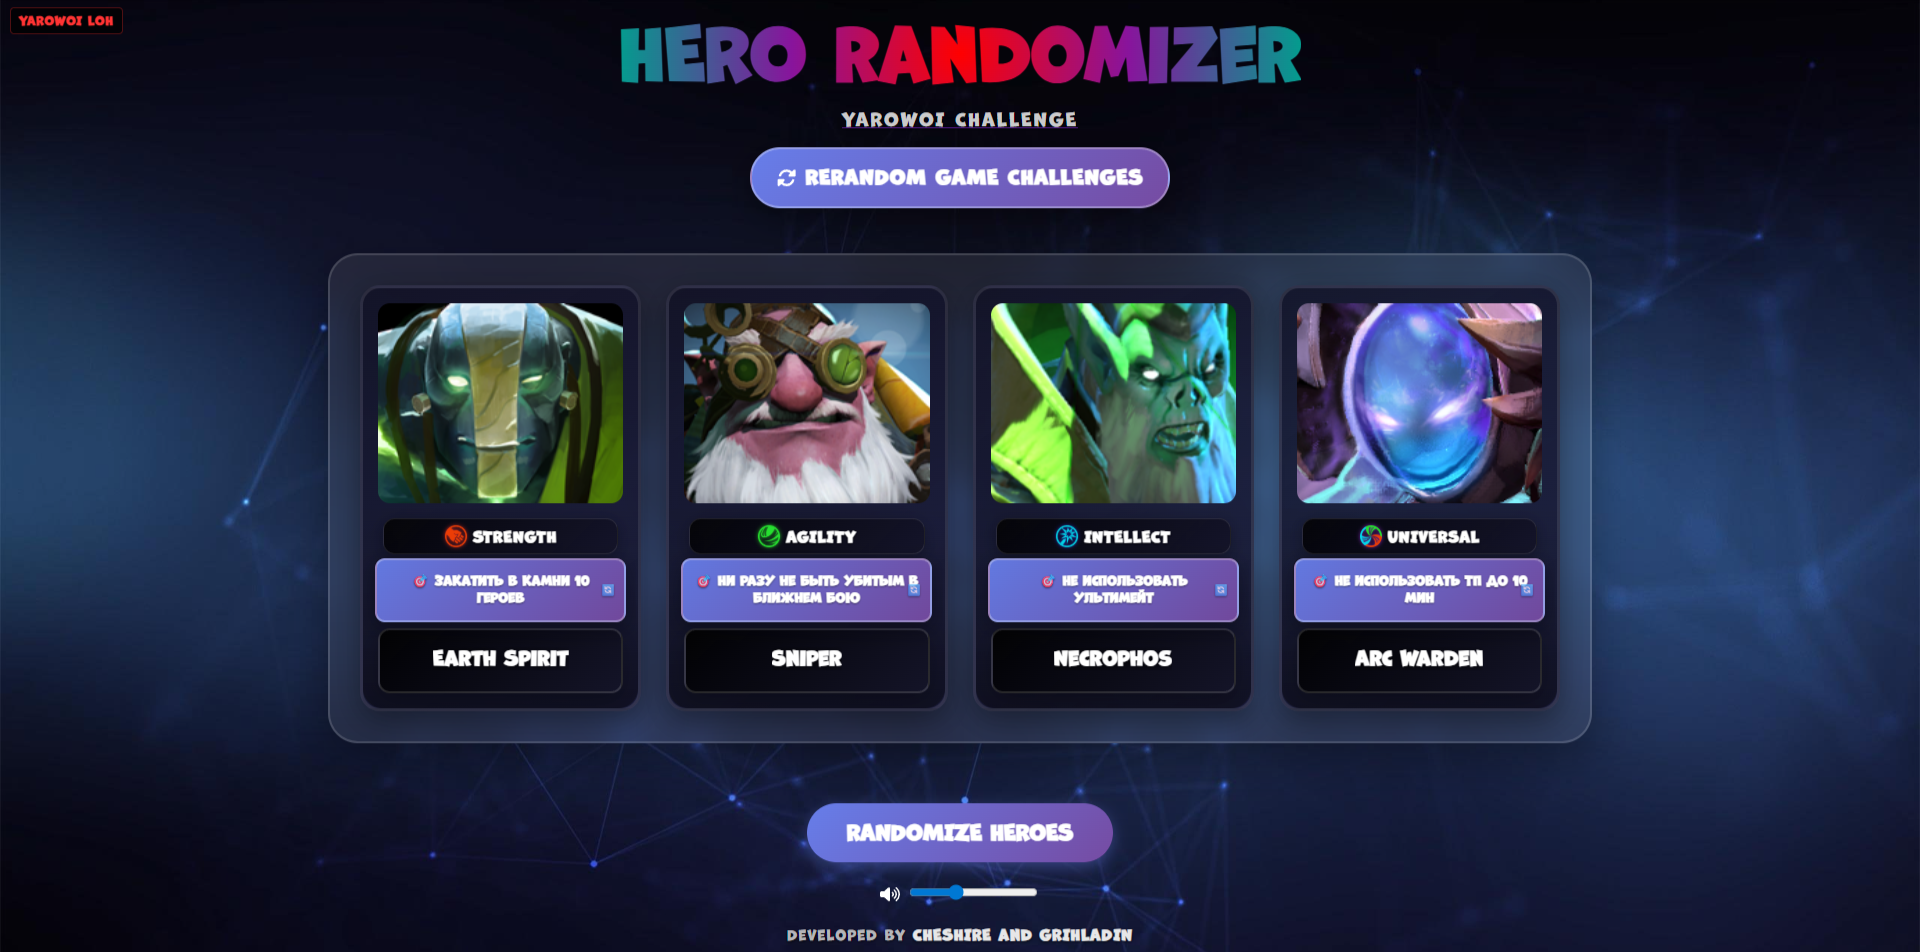 YAROWOI LOH
HERO RANDOMIZER
YAROWOI CHALLENGE
RERANDOM GAME CHALLENGES
STRENGTH
ЗАКАТИТЬ В КАМНИ 10
ГЕРОЕВ
EARTH SPIRIT
AGILITY
НИ РАЗУ НЕ БЫТЬ УБИТЫМ В
БЛИЖНЕМ БОЮ
SNIPER
INTELLECT
НЕ ИСПОЛЬЗОВАТЬ
УЛЬТИМЕЙТ
NECROPHOS
UNIVERSAL
НЕ ИСПОЛЬЗОВАТЬ ТП ДО 10
МИН
ARC WARDEN
RANDOMIZE HEROES
DEVELOPED BY CHESHIRE AND GRIHLADIN